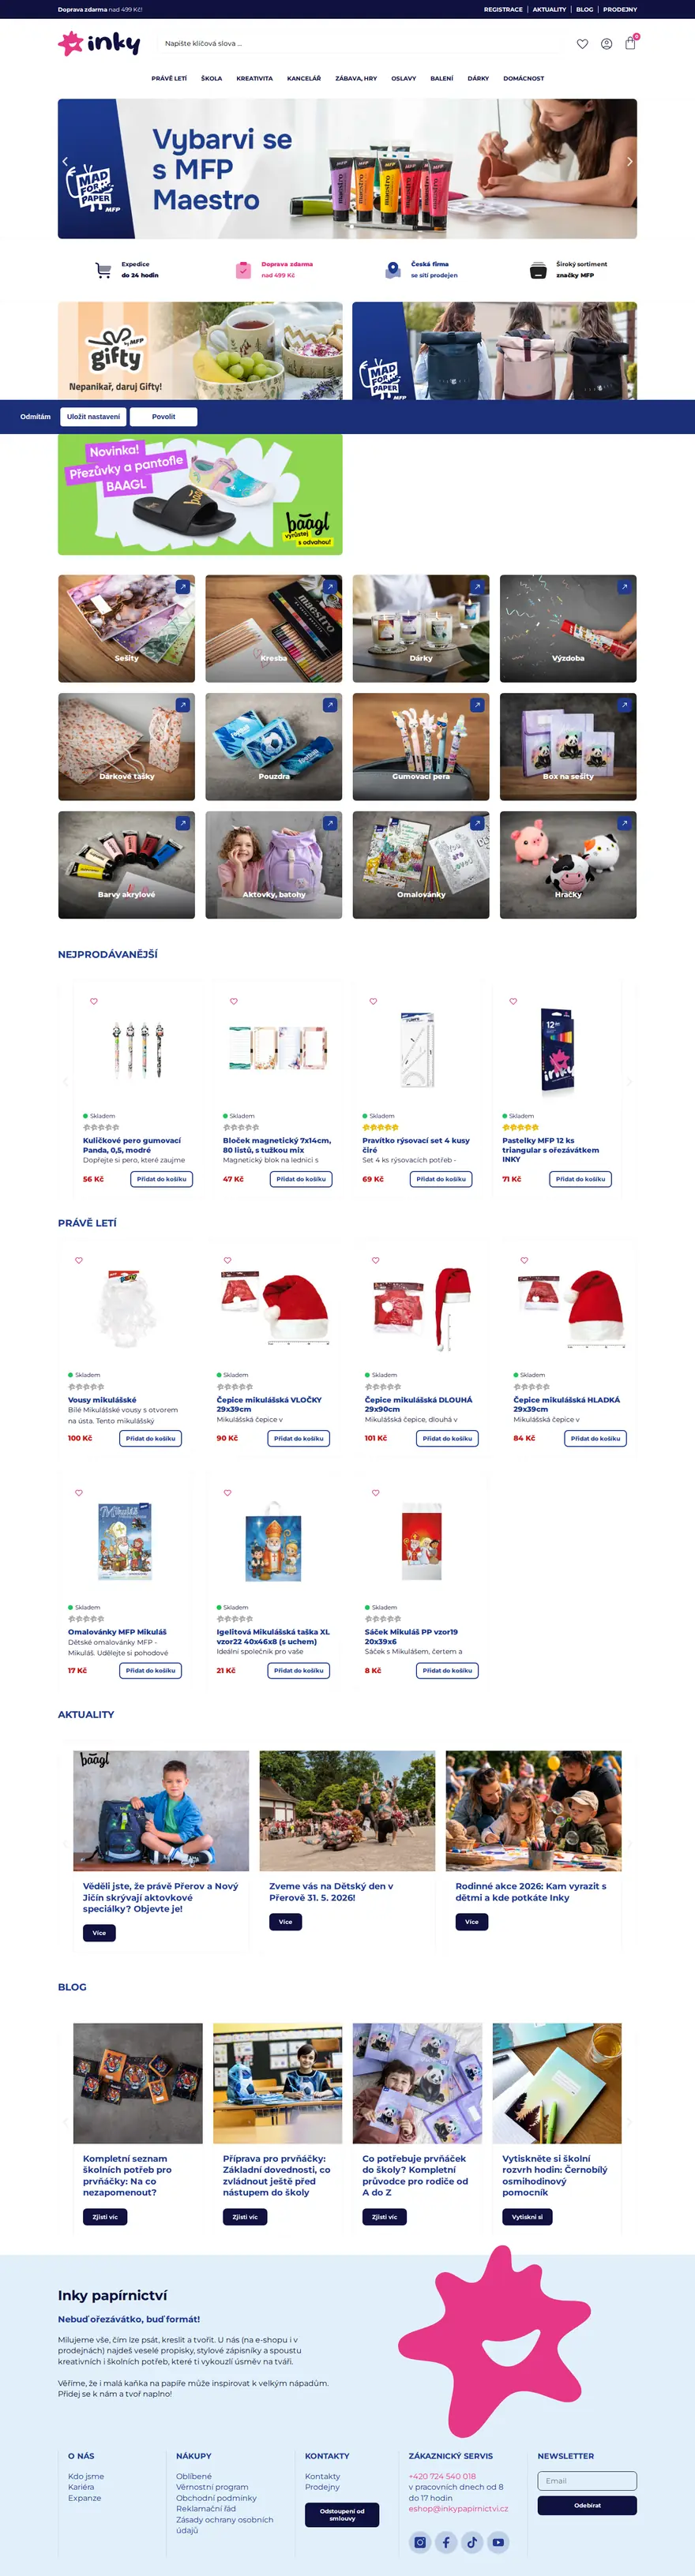 Doprava zdarma nad 499 Kč!
REGISTRACE AKTUALITY BLOG PRODEJNY
inky
Napište klíčová slova ...
0
PRÁVĚ LETÍ ŠKOLA KREATIVITA KANCELÁŘ ZÁBAVA, HRY OSLAVY BALENÍ DÁRKY DOMÁCNOST
MAD FOR PAPER MFP
Vybarvi se
s MFP
Maestro
Expedice
do 24 hodin
Doprava zdarma
nad 499 Kč
Česká firma
se sítí prodejen
Široký sortiment
značky MFP
gifty by MFP
Nepanikař, daruj Gifty!
MAD FOR PAPER
Odmítám
Uložit nastavení
Povolit
Novinka!
Přezůvky a pantofle
BAAGL
baagl
vyrůstej
s odvahou!
Sešity
Kresba
Dárky
Výzdoba
Dárkové tašky
Pouzdra
Gumovací pera
Box na sešity
Barvy akrylové
Aktovky, batohy
Omalovánky
Hračky
NEJPRODÁVANĚJŠÍ
Skladem
Kuličkové pero gumovací
Panda, 0,5, modré
Dopřejte si pero, které zaujme
56 Kč
Přidat do košíku
Skladem
Bloček magnetický 7x14cm,
80 listů, s tužkou mix
Magnetický blok na lednici s
47 Kč
Přidat do košíku
Skladem
Pravítko rýsovací set 4 kusy
čiré
Set 4 ks rýsovacích potřeb -
69 Kč
Přidat do košíku
Skladem
Pastelky MFP 12 ks
triangular s ořezávátkem
INKY
71 Kč
Přidat do košíku
PRÁVĚ LETÍ
Skladem
Vousy mikulášské
Bílé Mikulášské vousy s otvorem
na ústa. Tento mikulášský
100 Kč
Přidat do košíku
Skladem
Čepice mikulášská VLOČKY
29x39cm
Mikulášská čepice v
90 Kč
Přidat do košíku
Skladem
Čepice mikulášská DLOUHÁ
29x90cm
Mikulášská čepice, dlouhá v
101 Kč
Přidat do košíku
Skladem
Čepice mikulášská HLADKÁ
29x39cm
Mikulášská čepice v
84 Kč
Přidat do košíku
Skladem
Omalovánky MFP Mikuláš
Dětské omalovánky MFP -
Mikuláš. Udělejte si pohodové
17 Kč
Přidat do košíku
Skladem
Igelitová Mikulášská taška XL
vzor22 40x46x8 (s uchem)
Ideální společník pro vaše
21 Kč
Přidat do košíku
Skladem
Sáček Mikuláš PP vzor19
20x39x6
Sáček s Mikulášem, čertem a
8 Kč
Přidat do košíku
AKTUALITY
baagl
Věděli jste, že právě Přerov a Nový
Jičín skrývají aktovkové
speciálky? Objevte je!
Více
Zveme vás na Dětský den v
Přerově 31. 5. 2026!
Více
Rodinné akce 2026: Kam vyrazit s
dětmi a kde potkáte Inky
Více
BLOG
Kompletní seznam
školních potřeb pro
prvňáčky: Na co
nezapomenout?
Zjisti víc
Příprava pro prvňáčky:
Základní dovednosti, co
zvládnout ještě před
nástupem do školy
Zjisti víc
Co potřebuje prvňáček
do školy? Kompletní
průvodce pro rodiče od
A do Z
Zjisti víc
Vytiskněte si školní
rozvrh hodin: Černobílý
osmihodinový
pomocník
Vytiskni si
Inky papírnictví
Nebuď ořezávátko, buď formát!
Milujeme vše, čím lze psát, kreslit a tvořit. U nás (na e-shopu i v
prodejnách) najdeš veselé propisky, stylové zápisníky a spoustu
kreativních i školních potřeb, které ti vykouzlí úsměv na tváři.
Věříme, že i malá kaňka na papíře může inspirovat k velkým nápadům.
Přidej se k nám a tvoř naplno!
O NÁS
Kdo jsme
Kariéra
Expanze
NÁKUPY
Oblíbené
Věrnostní program
Obchodní podmínky
Reklamační řád
Zásady ochrany osobních
údajů
KONTAKTY
Kontakty
Prodejny
Odstoupení od
smlouvy
ZÁKAZNICKÝ SERVIS
+420 724 540 018
v pracovních dnech od 8
do 17 hodin
eshop@inkypapirnictvi.cz
NEWSLETTER
Email
Odebírat